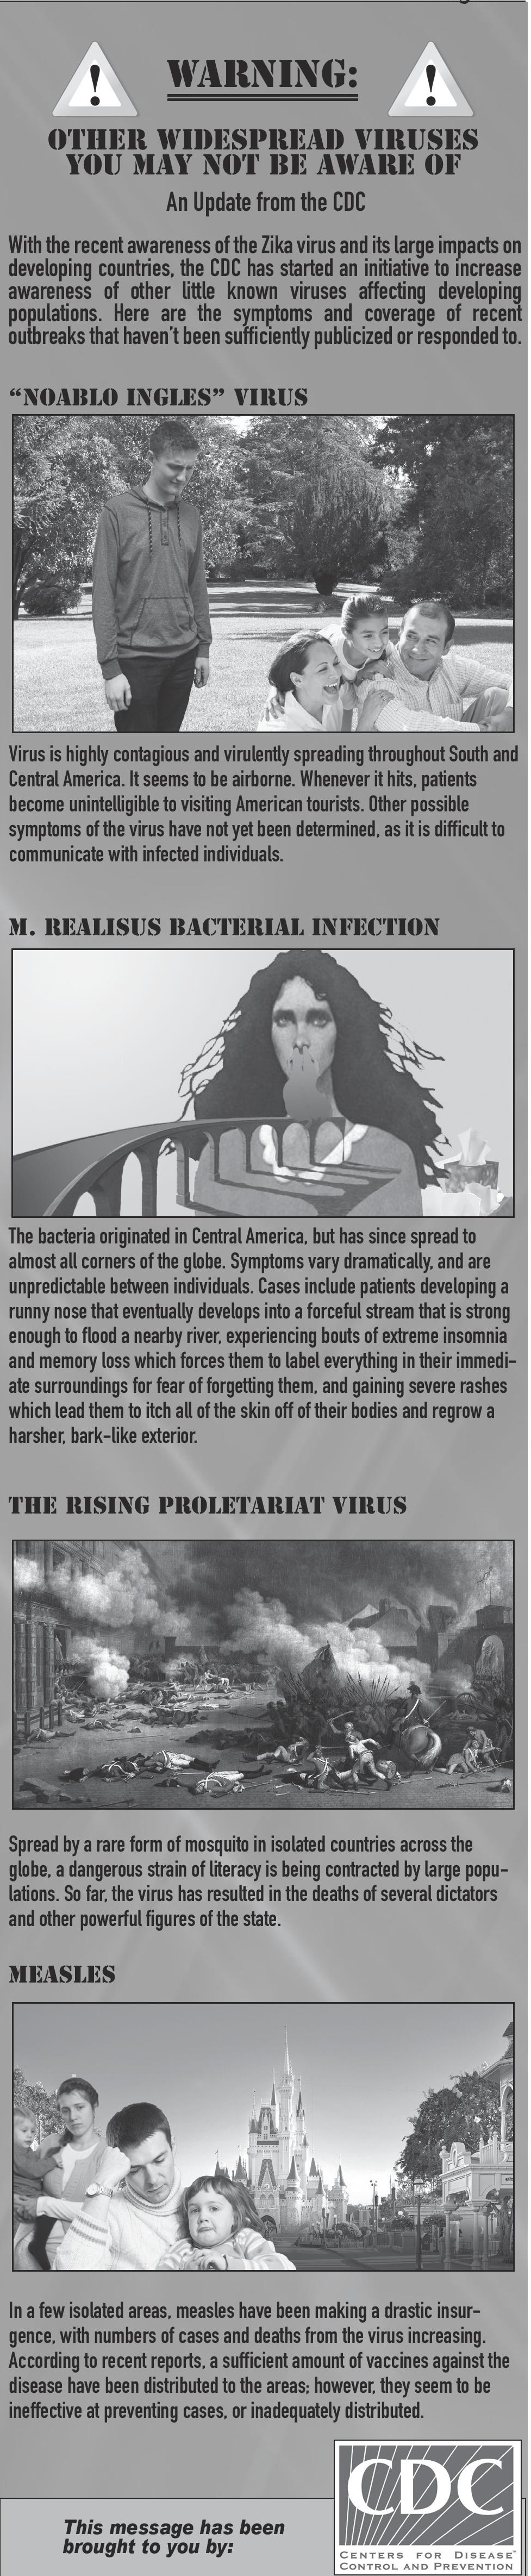 WARNING:
OTHER WIDESPREAD VIRUSES
YOU MAY NOT BE AWARE OF
An Update from the CDC
With the recent awareness of the Zika virus and its large impacts on
developing countries, the CDC has started an initiative to increase
awareness of other little known viruses affecting developing
populations. Here are the symptoms and coverage of recent
outbreaks that haven't been sufficiently publicized or responded to.
"NOABLO INGLES" VIRUS
Virus is highly contagious and virulently spreading throughout South and
Central America. It seems to be airborne. Whenever it hits, patients
become unintelligible to visiting American tourists. Other possible
symptoms of the virus have not yet been determined, as it is difficult to
communicate with infected individuals.
M. REALISUS BACTERIAL INFECTION
The bacteria originated in Central America, but has since spread to
almost all corners of the globe. Symptoms vary dramatically, and are
unpredictable between individuals. Cases include patients developing a
runny nose that eventually develops into a forceful stream that is strong
enough to flood a nearby river, experiencing bouts of extreme insomnia
and memory loss which forces them to label everything in their immedi-
ate surroundings for fear of forgetting them, and gaining severe rashes
which lead them to itch all of the skin off of their bodies and regrow a
harsher, bark-like exterior.
THE RISING PROLETARIAT VIRUS
Spread by a rare form of mosquito in isolated countries across the
globe, a dangerous strain of literacy is being contracted by large popu-
lations. So far, the virus has resulted in the deaths of several dictators
and other powerful figures of the state.
MEASLES
In a few isolated areas, measles have been making a drastic insur-
gence, with numbers of cases and deaths from the virus increasing.
According to recent reports, a sufficient amount of vaccines against the
disease have been distributed to the areas; however, they seem to be
ineffective at preventing cases, or inadequately distributed.
This message has been
brought to you by:
CDC
CENTERS FOR DISEASE™
CONTROL AND PREVENTION